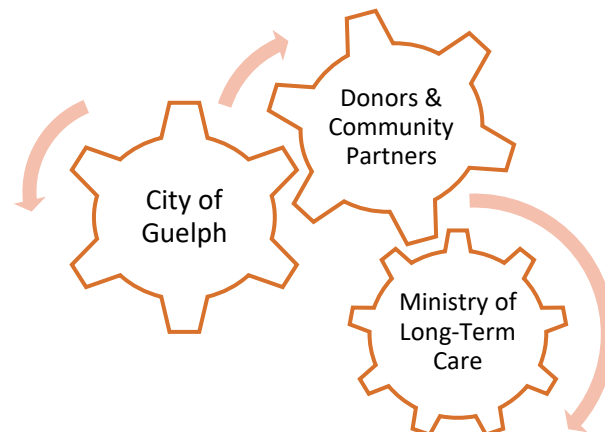 Donors &
Community
Partners
City of
Guelph
Ministry of
Long-Term
Care